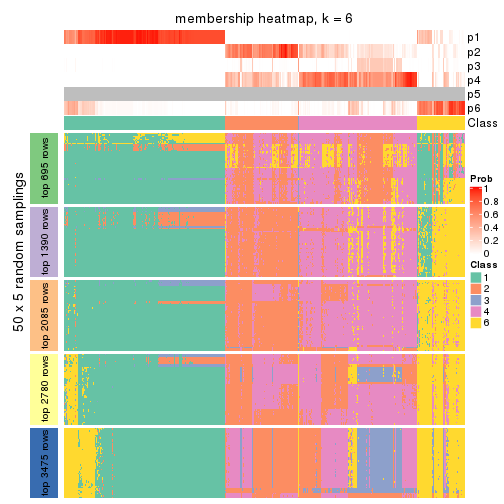 membership heatmap, k = 6
p1
p2
p3
p4
p5
p6
Class
50 x 5 random samplings
top 695 rows
top 1390 rows
top 2085 rows
top 2780 rows
top 3475 rows
Prob
1
0.8
0.6
0.4
0.2
0
Class
1
2
3
4
6